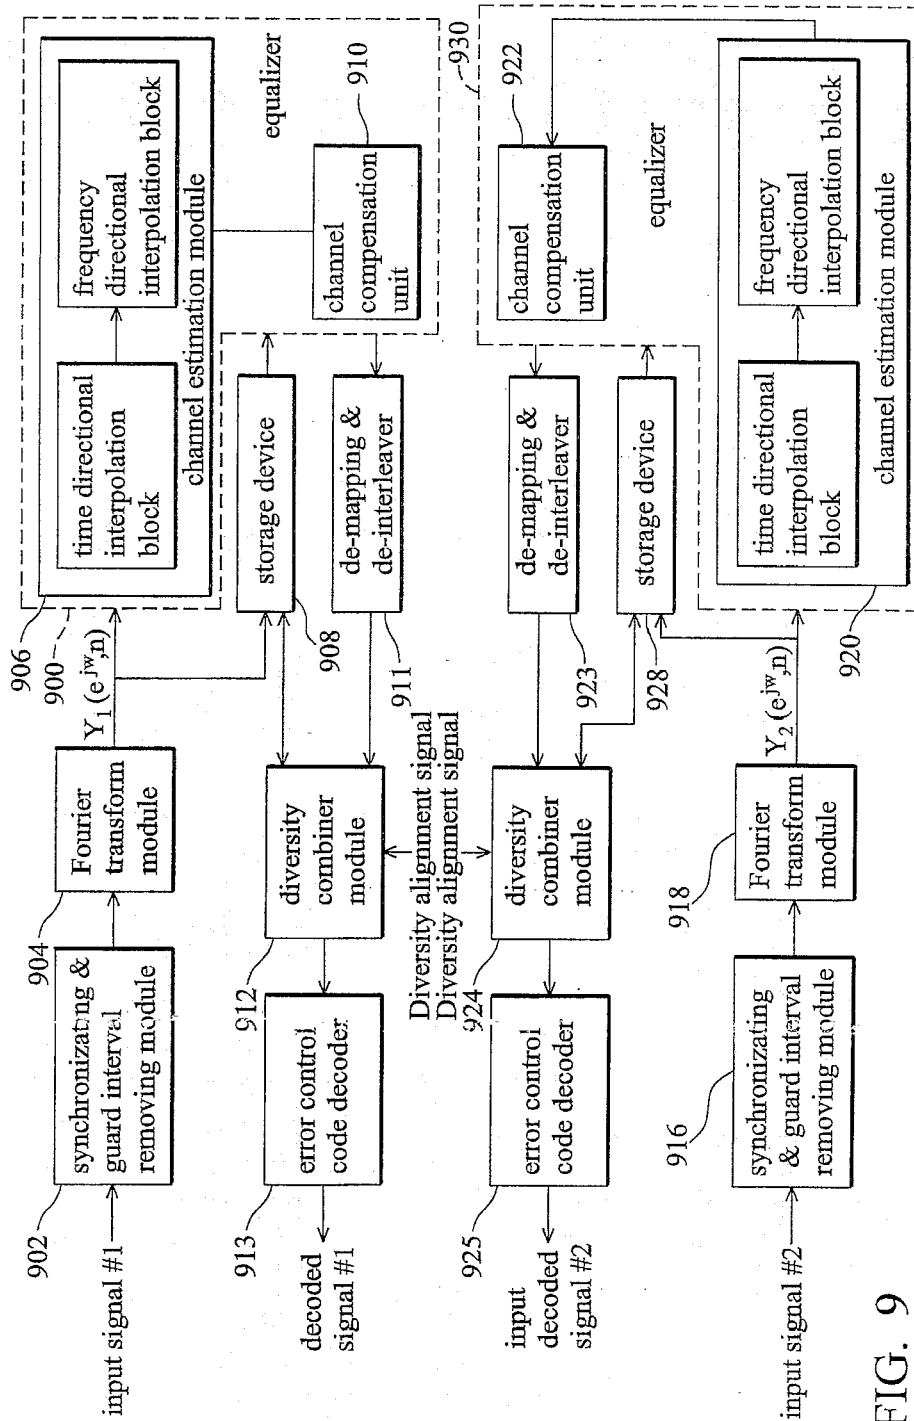 906
900
time directional
interpolation
block
frequency
directional
interpolation block
channel estimation module
equalizer
904
Y1 (e^jw,n)
902
input signal #1
synchronizating &
guard interval
removing module
Fourier
transform
module
storage device
908
channel
compensation
unit
910
de-mapping &
de-interleaver
911
diversity
combiner
module
912
error control
code decoder
913
decoded
signal #1
Diversity alignment signal
Diversity alignment signal
930
channel
compensation
unit
922
equalizer
de-mapping &
de-interleaver
923
storage device
928
diversity
combiner
module
924
error control
code decoder
925
input
decoded
signal #2
input signal #2
916
synchronizating
& guard interval
removing module
918
Fourier
transform
module
Y2 (e^jw,n)
920
time directional
interpolation
block
frequency
directional
interpolation block
channel estimation module
FIG. 9